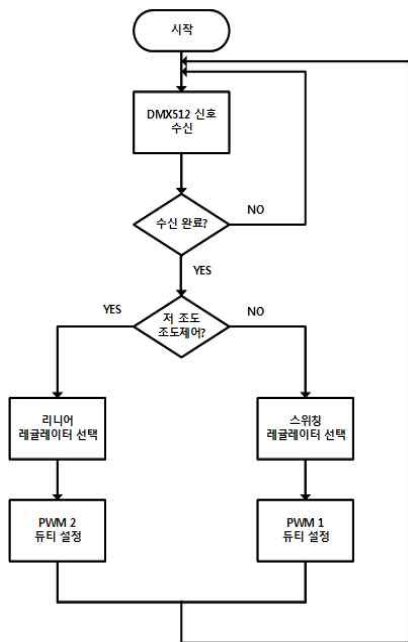 시작
DMX512 신호
수신
수신 완료?
NO
YES
저 조도
조도제어?
YES
NO
리니어
레귤레이터 선택
스위칭
레귤레이터 선택
PWM 2
듀티 설정
PWM 1
듀티 설정